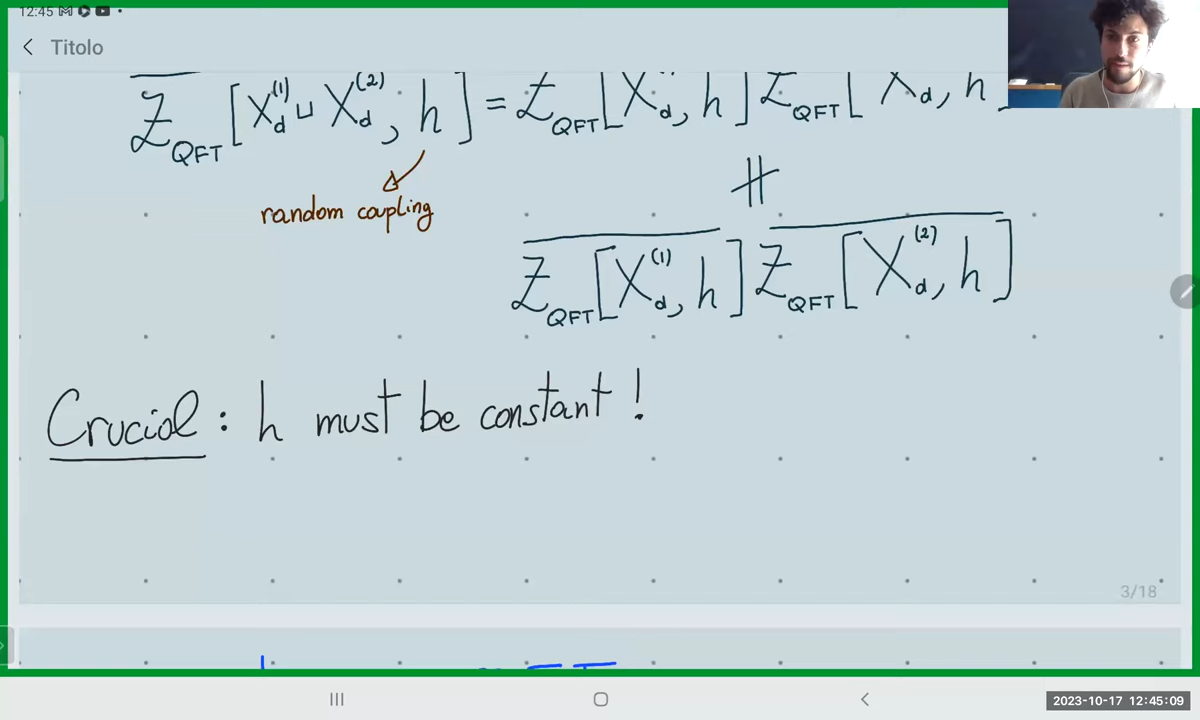 12:45
Titolo
Z_QFT [X_d^(1) ⊔ X_d^(2), h] = Z_QFT [X_d, h] Z_QFT [X_d, h
random coupling
Z_QFT [X_d^(1), h] Z_QFT [X_d^(2), h]
Crucial : h must be constant !
3/18
2023-10-17 12:45:09